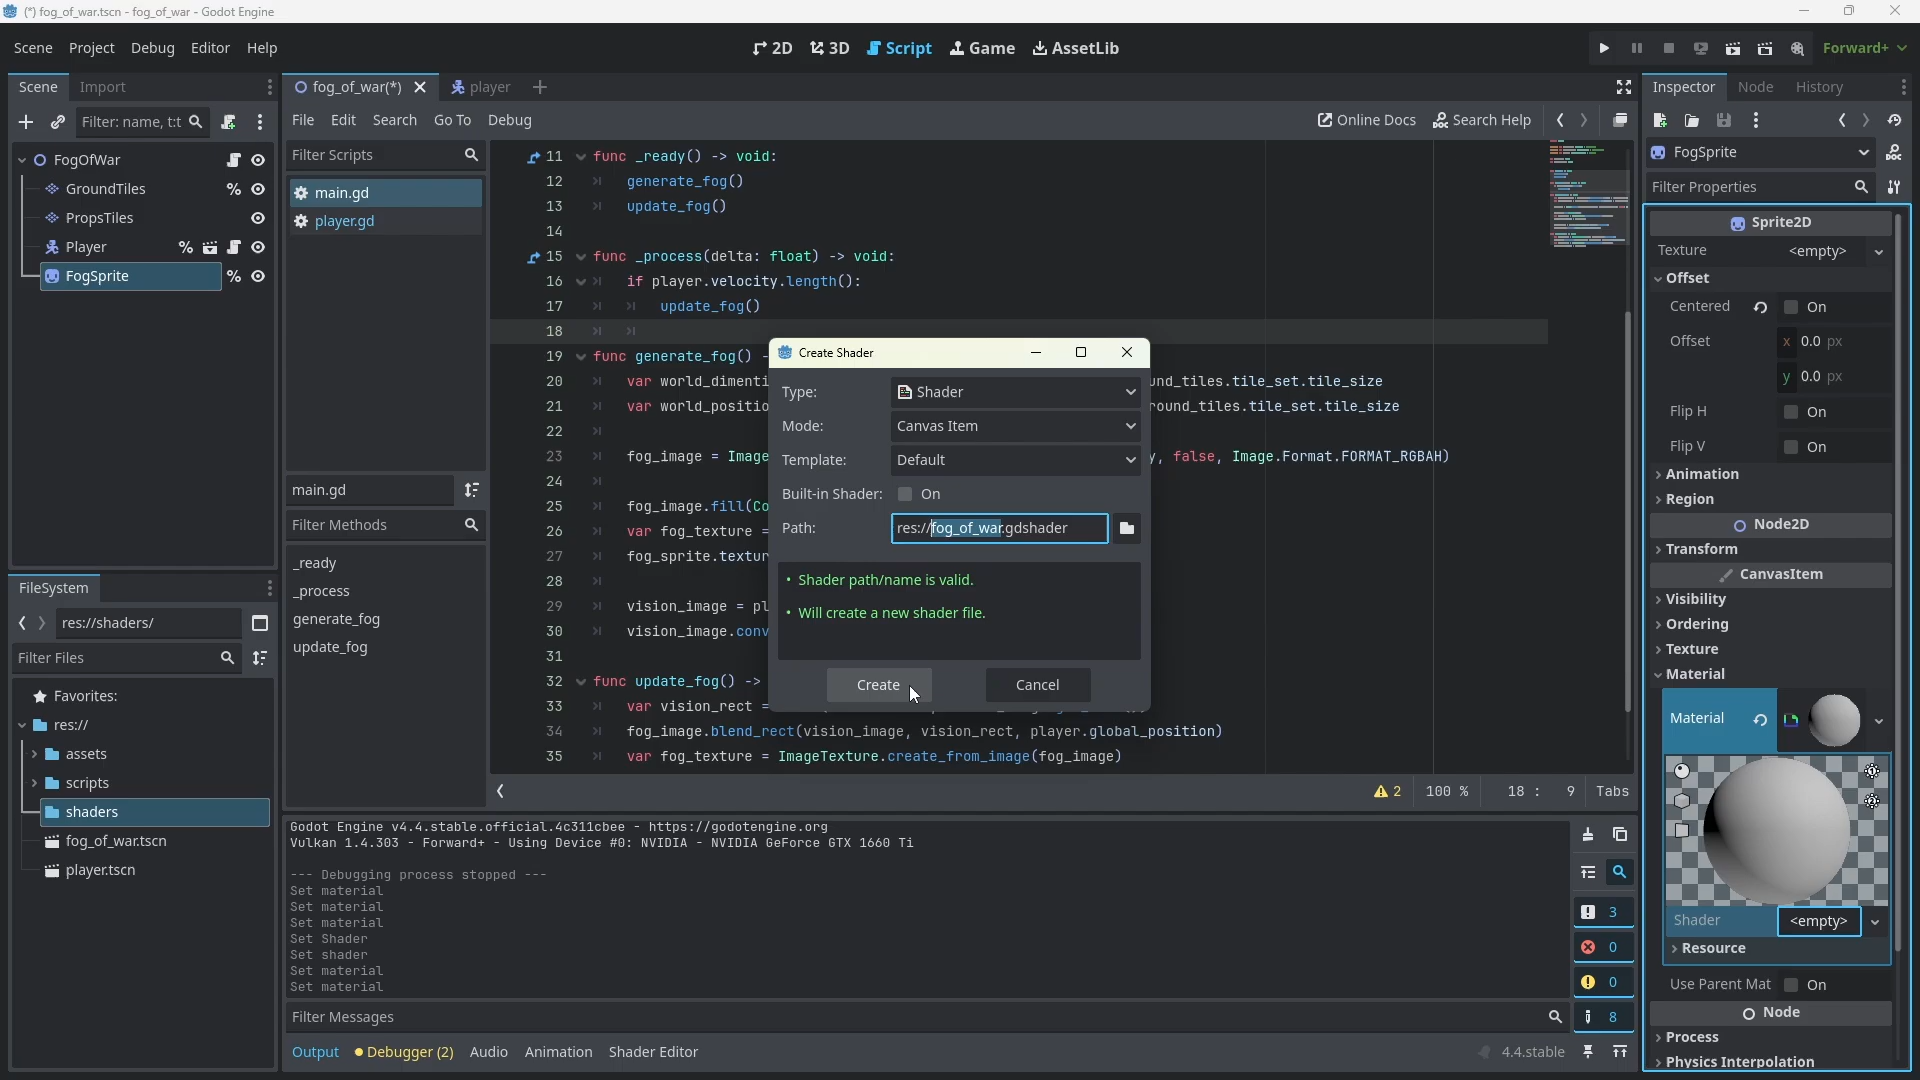 (*) fog_of_war.tscn - fog_of_war - Godot Engine
Scene Project Debug Editor Help
2D 3D Script Game AssetLib
Forward+
Scene Import
Filter: name, t:t
FogOfWar
GroundTiles
PropsTiles
Player
FogSprite
FileSystem
res://shaders/
Filter Files
Favorites:
res://
assets
scripts
shaders
fog_of_war.tscn
player.tscn
fog_of_war(*) player
File Edit Search Go To Debug
Online Docs Search Help
Filter Scripts
main.gd
player.gd
main.gd
Filter Methods
_ready
_process
generate_fog
update_fog
11 func _ready() -> void:
12 generate_fog()
13 update_fog()
14
15 func _process(delta: float) -> void:
16 if player.velocity.length():
17 update_fog()
18
19 func generate_fog() -
20 var world_dimenti und_tiles.tile_set.tile_size
21 var world_positio round_tiles.tile_set.tile_size
22
23 fog_image = Image y, false, Image.Format.FORMAT_RGBAH)
24
25 fog_image.fill(Co
26 var fog_texture =
27 fog_sprite.textur
28
29 vision_image = pl
30 vision_image.conv
31
32 func update_fog() ->
33 var vision_rect =
34 fog_image.blend_rect(vision_image, vision_rect, player.global_position)
35 var fog_texture = ImageTexture.create_from_image(fog_image)
2 100 % 18 : 9 Tabs
Create Shader
Type: Shader
Mode: Canvas Item
Template: Default
Built-in Shader: On
Path: res://fog_of_war.gdshader
• Shader path/name is valid.
• Will create a new shader file.
Create Cancel
Godot Engine v4.4.stable.official.4c311cbee - https://godotengine.org
Vulkan 1.4.303 - Forward+ - Using Device #0: NVIDIA - NVIDIA GeForce GTX 1660 Ti
--- Debugging process stopped ---
Set material
Set material
Set material
Set Shader
Set shader
Set material
Set material
3
0
0
8
Filter Messages
Output Debugger (2) Audio Animation Shader Editor
4.4.stable
Inspector Node History
FogSprite
Filter Properties
Sprite2D
Texture <empty>
Offset
Centered On
Offset x 0.0 px
y 0.0 px
Flip H On
Flip V On
Animation
Region
Node2D
Transform
CanvasItem
Visibility
Ordering
Texture
Material
Material
Shader <empty>
Resource
Use Parent Mat On
Node
Process
Physics Interpolation